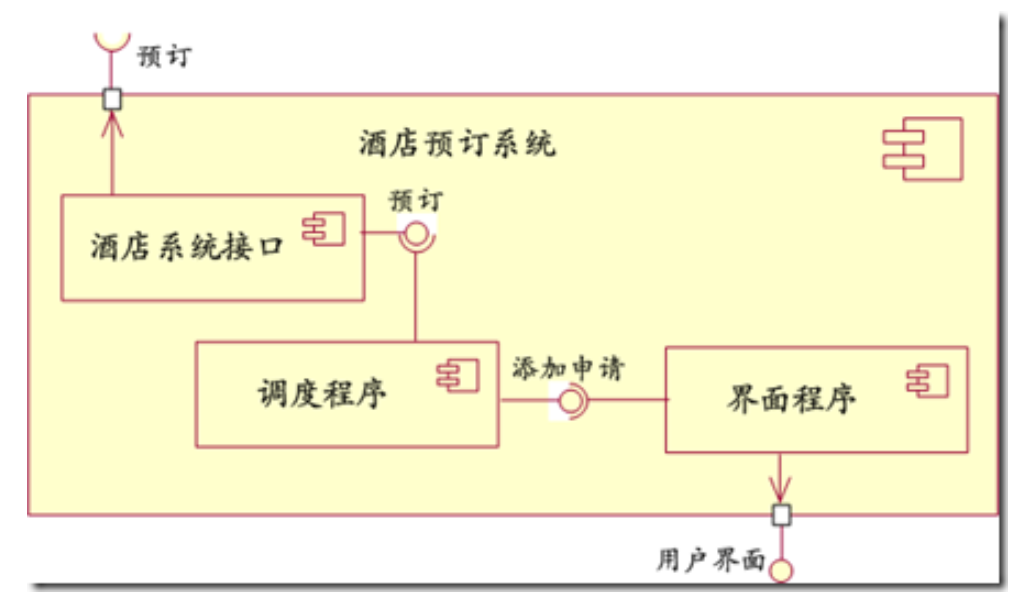 预订
酒店预订系统
预订
酒店系统接口
添加申请
调度程序
界面程序
用户界面